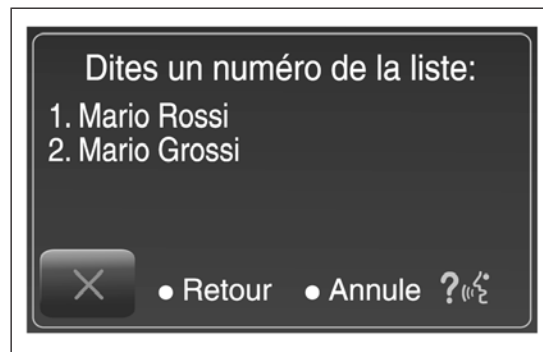 Dites un numéro de la liste:
1. Mario Rossi
2. Mario Grossi
• Retour • Annule ?